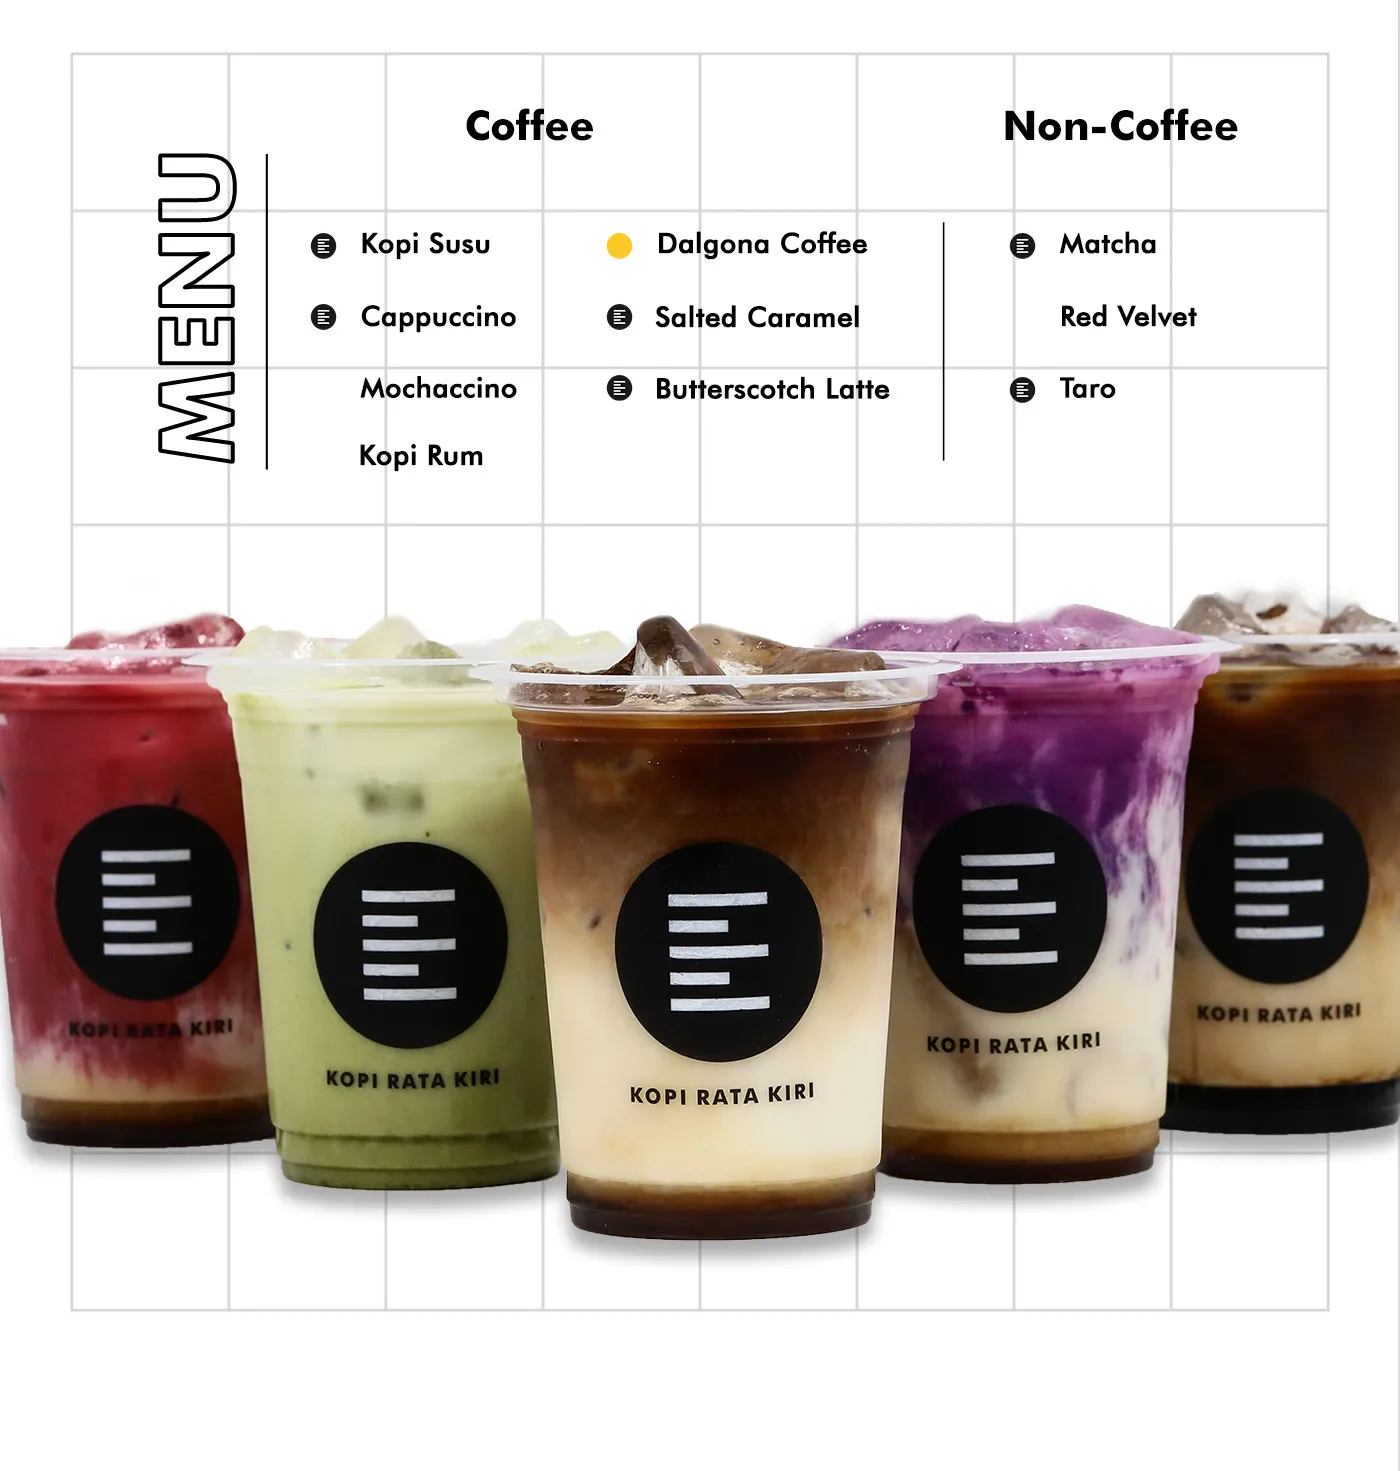 MENU
Coffee
Non-Coffee
Kopi Susu
Cappuccino
Mochaccino
Kopi Rum
Dalgona Coffee
Salted Caramel
Butterscotch Latte
Matcha
Red Velvet
Taro
KOPI RATA KIRI
KOPI RATA KIRI
KOPI RATA KIRI
KOPI RATA KIRI
KOPI RATA KIRI